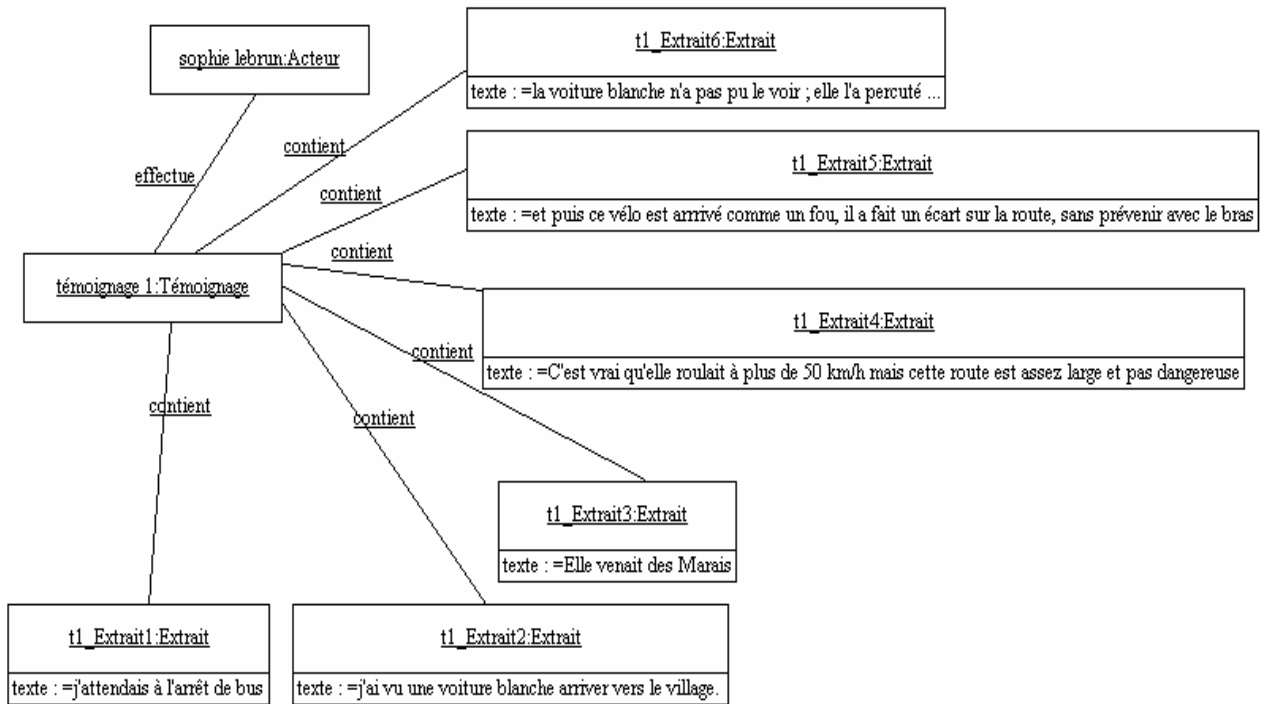 sophie lebrun:Acteur
t1_Extrait6:Extrait
texte : =la voiture blanche n'a pas pu le voir ; elle l'a percuté ...
contient
effectue
t1_Extrait5:Extrait
contient
texte : =et puis ce vélo est arrrivé comme un fou, il a fait un écart sur la route, sans prévenir avec le bras
contient
témoignage 1:Témoignage
t1_Extrait4:Extrait
contient
texte : =C'est vrai qu'elle roulait à plus de 50 km/h mais cette route est assez large et pas dangereuse
contient
contient
t1_Extrait3:Extrait
texte : =Elle venait des Marais
t1_Extrait1:Extrait
texte : =j'attendais à l'arrêt de bus
t1_Extrait2:Extrait
texte : =j'ai vu une voiture blanche arriver vers le village.